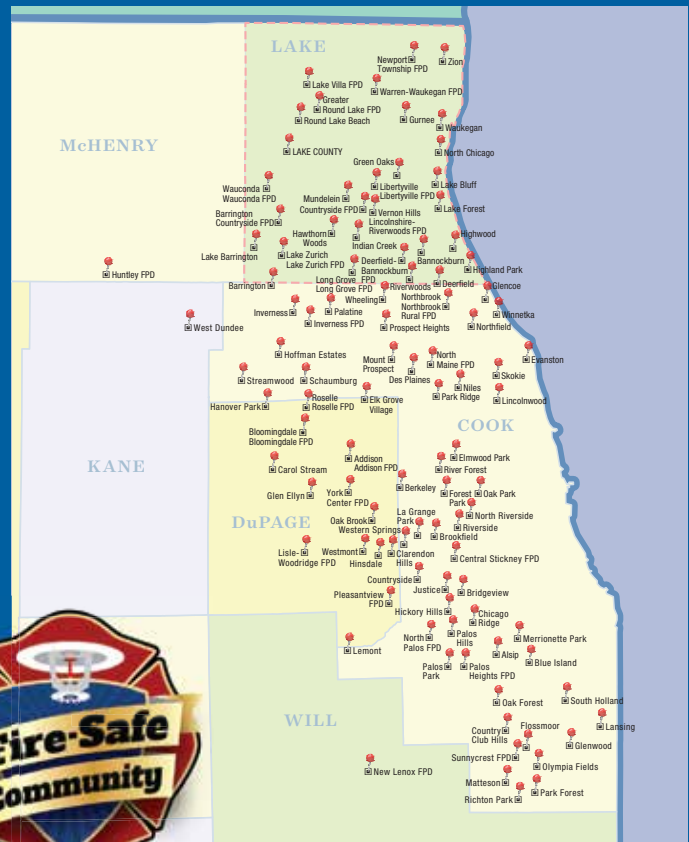 LAKE
Newport
Township FPD
Zion
Lake Villa FPD
Warren-Waukegan FPD
Greater
Round Lake FPD
Round Lake Beach
Gurnee
Waukegan
McHENRY
LAKE COUNTY
North Chicago
Green Oaks
Wauconda
Wauconda FPD
Mundelein
Libertyville
Libertyville FPD
Lake Bluff
Countryside FPD
Vernon Hills
Lake Forest
Barrington
Countryside FPD
Hawthorn
Woods
Lincolnshire-
Riverwoods FPD
Highwood
Lake Barrington
Lake Zurich
Lake Zurich FPD
Indian Creek
Deerfield-
Bannockburn
Bannockburn
Highland Park
Huntley FPD
Barrington
Long Grove FPD
Long Grove FPD
Riverwoods
Deerfield
Glencoe
Wheeling
Northbrook
Northbrook
Rural FPD
Winnetka
Inverness
Palatine
Inverness FPD
Prospect Heights
Northfield
West Dundee
Hoffman Estates
Mount
Prospect
North
Maine FPD
Evanston
Streamwood
Schaumburg
Des Plaines
Skokie
Niles
Hanover Park
Roselle
Roselle FPD
Elk Grove
Village
Park Ridge
Lincolnwood
Bloomingdale
Bloomingdale FPD
COOK
Addison
Addison FPD
Elmwood Park
KANE
Carol Stream
River Forest
Glen Ellyn
York
Center FPD
Berkeley
Forest
Park
Oak Park
DuPAGE
Oak Brook
La Grange
Park
North Riverside
Western Springs
Riverside
Brookfield
Lisle-
Woodridge FPD
Westmont
Hinsdale
Clarendon
Hills
Central Stickney FPD
Countryside
Justice
Bridgeview
Pleasantview
FPD
Hickory Hills
Chicago
Ridge
Lemont
North
Palos FPD
Palos
Hills
Merrionette Park
Alsip
Blue Island
Palos
Park
Palos
Heights FPD
Oak Forest
South Holland
WILL
Country
Club Hills
Flossmoor
Lansing
Glenwood
Sunnycrest FPD
Olympia Fields
New Lenox FPD
Matteson
Park Forest
Richton Park
Fire-Safe
Community